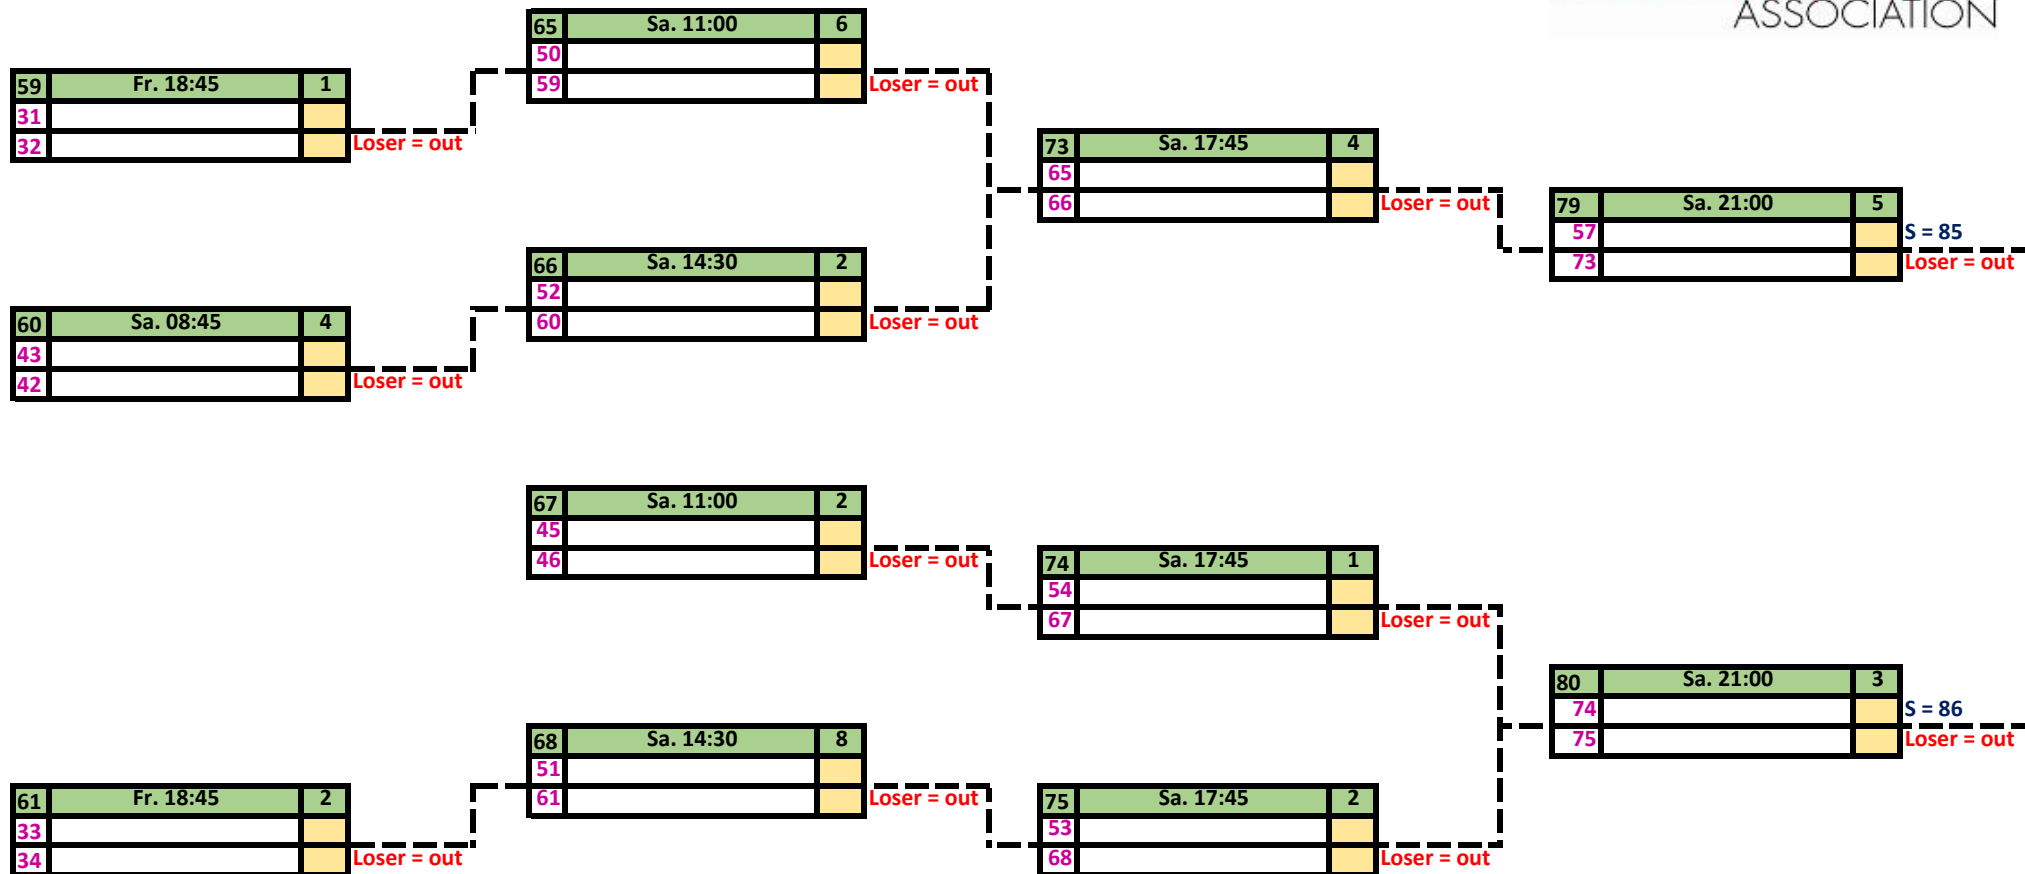 ASSOCIATION
65 Sa. 11:00 6
50
59
Loser = out
59 Fr. 18:45 1
31
32
Loser = out
73 Sa. 17:45 4
65
66
Loser = out
79 Sa. 21:00 5
57
S = 85
73
Loser = out
66 Sa. 14:30 2
52
60
Loser = out
60 Sa. 08:45 4
43
42
Loser = out
67 Sa. 11:00 2
45
46
Loser = out
74 Sa. 17:45 1
54
67
Loser = out
80 Sa. 21:00 3
74
S = 86
75
Loser = out
68 Sa. 14:30 8
51
61
Loser = out
61 Fr. 18:45 2
33
34
Loser = out
75 Sa. 17:45 2
53
68
Loser = out